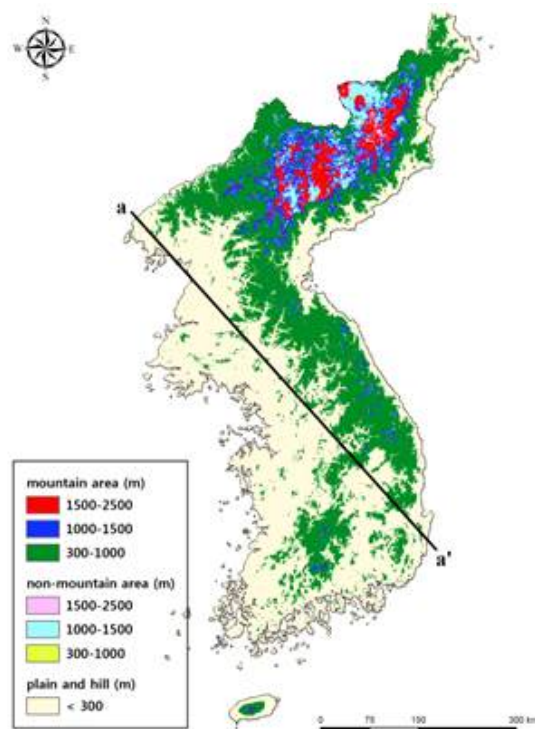 N
W E
S
a
a'
mountain area (m)
1500-2500
1000-1500
300-1000
non-mountain area (m)
1500-2500
1000-1500
300-1000
plain and hill (m)
< 300
0 75 150 300 km